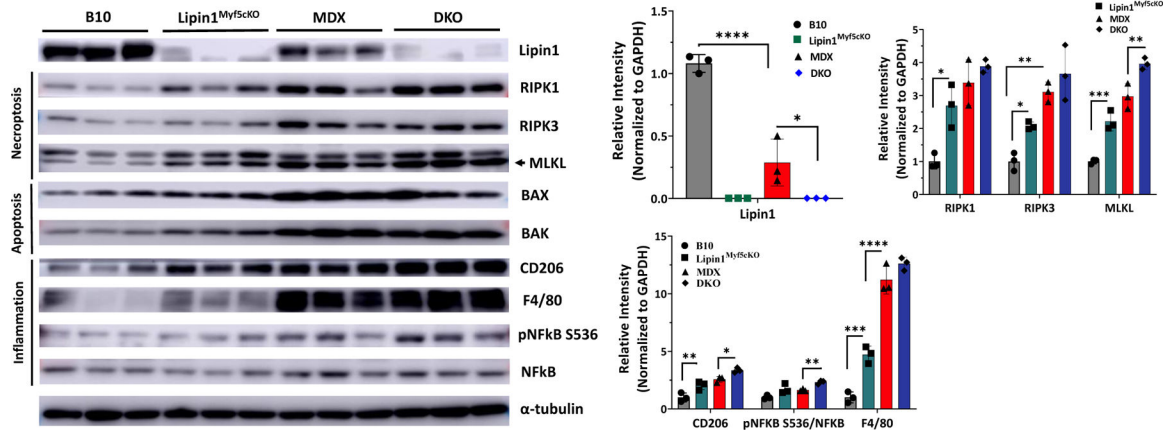 B10 Lipin1Myf5cKO MDX DKO
Lipin1
Necroptosis
RIPK1
RIPK3
MLKL
Apoptosis
BAX
BAK
Inflammation
CD206
F4/80
pNFkB S536
NFkB
α-tubulin
Relative Intensity
(Normalized to GAPDH)
1.5
1.0
0.5
0.0
****
*
Lipin1
B10
Lipin1Myf5cKO
MDX
DKO
Relative Intensity
(Normalized to GAPDH)
5
4
3
2
1
0
*
**
*
***
**
RIPK1 RIPK3 MLKL
Lipin1Myf5cKO
MDX
DKO
Relative Intensity
(Normalized to GAPDH)
15
10
5
0
B10
Lipin1Myf5cKO
MDX
DKO
**
*
**
***
****
CD206 pNFKB S536/NFKB F4/80